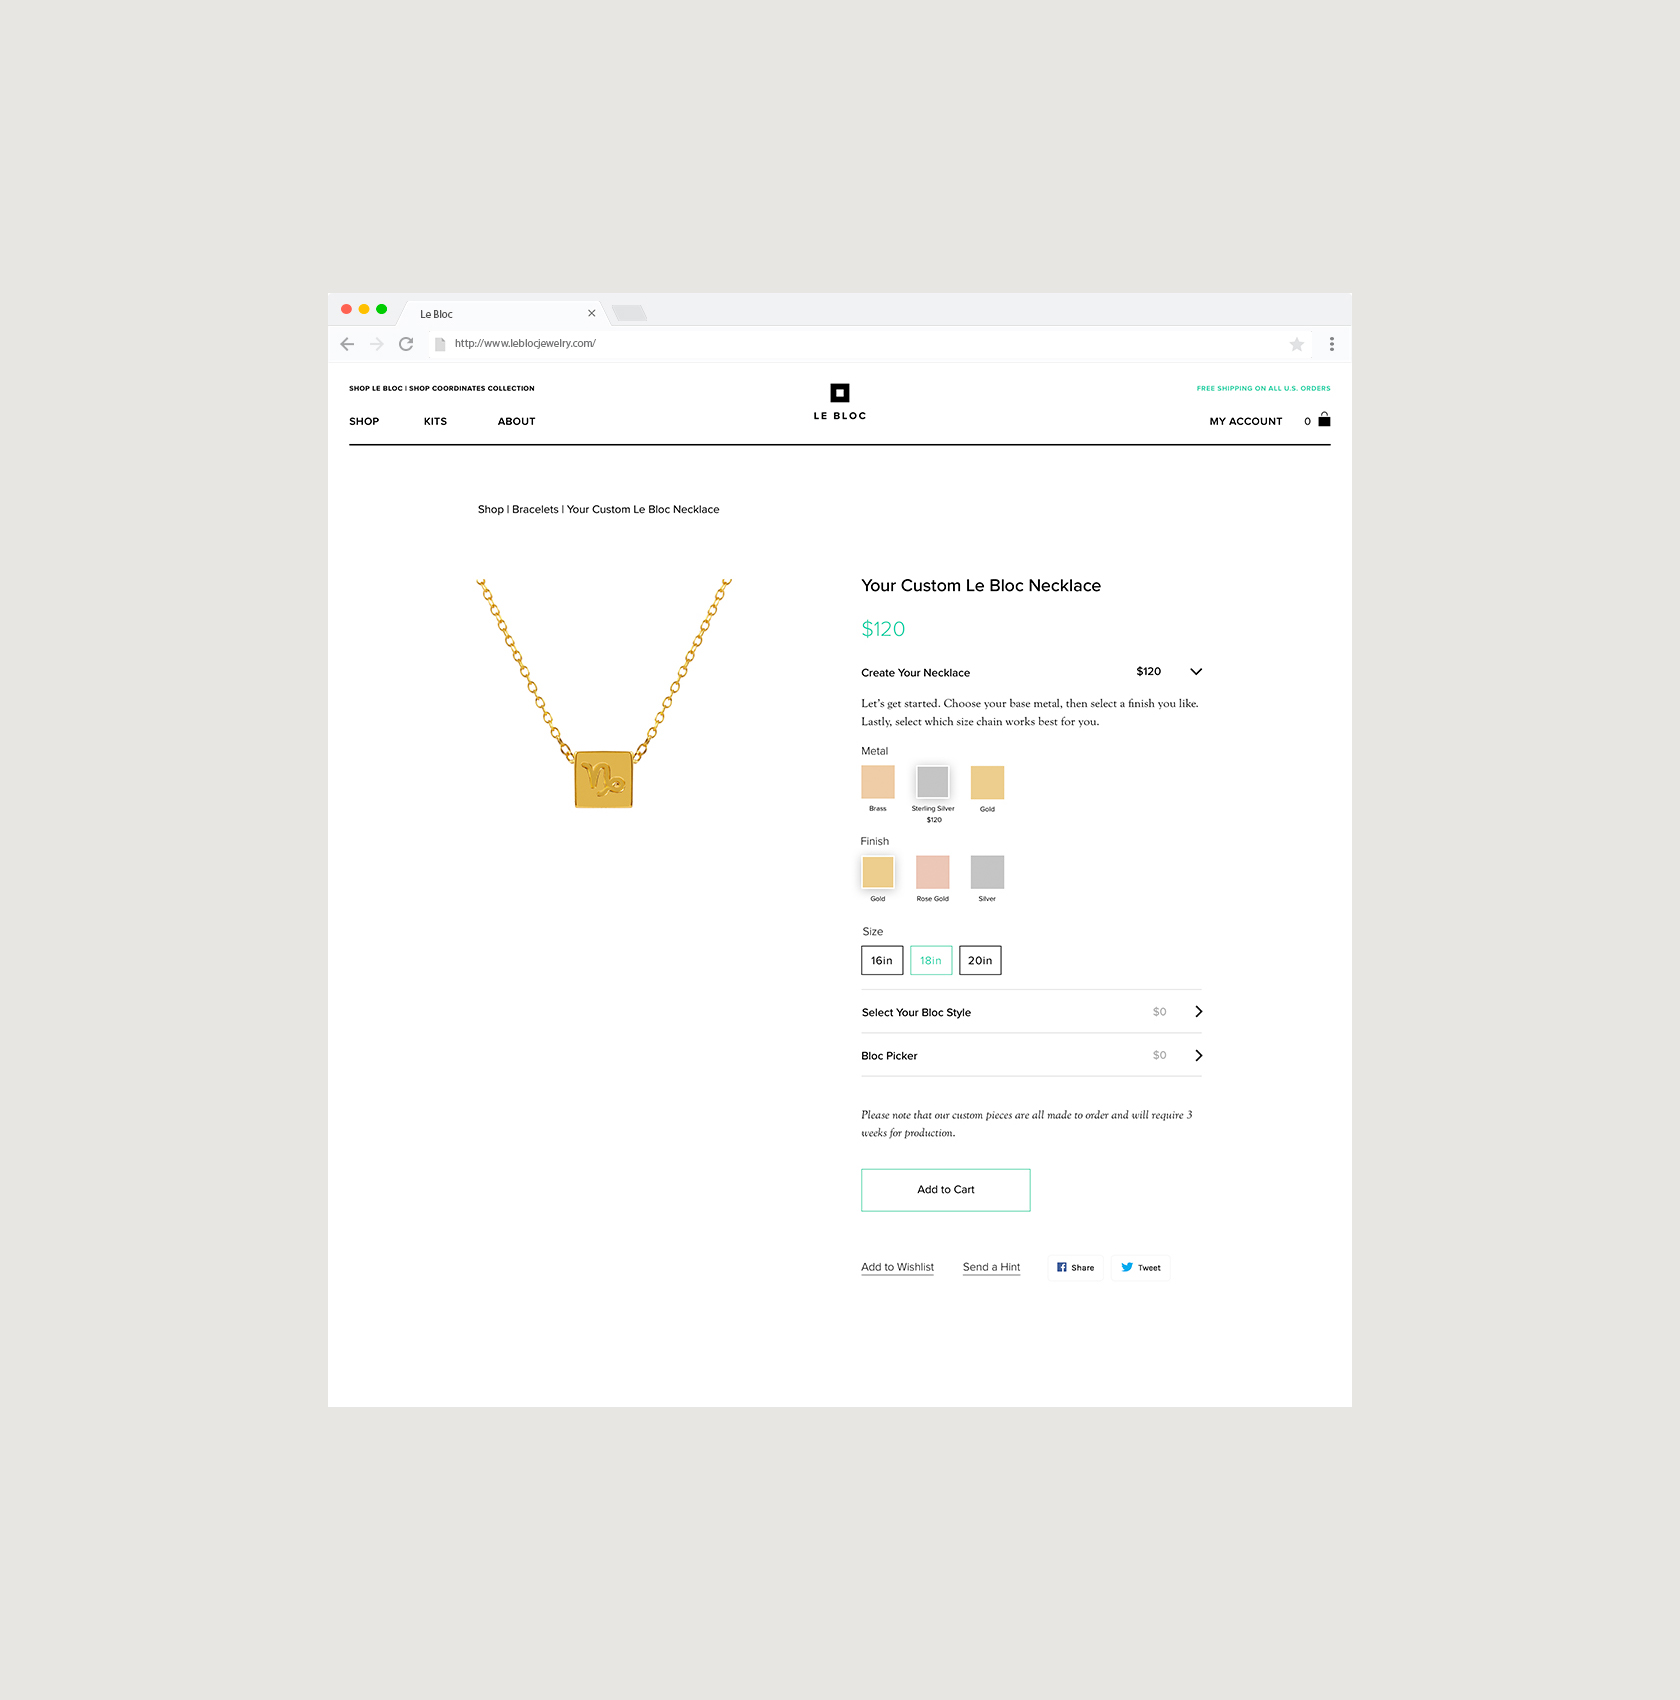 Le Bloc
http://www.leblocjewelry.com/
SHOP LE BLOC | SHOP COORDINATES COLLECTION
FREE SHIPPING ON ALL U.S. ORDERS
LE BLOC
SHOP
KITS
ABOUT
MY ACCOUNT
0
Shop | Bracelets | Your Custom Le Bloc Necklace
Your Custom Le Bloc Necklace
$120
Create Your Necklace
$120
Let's get started. Choose your base metal, then select a finish you like.
Lastly, select which size chain works best for you.
Metal
Brass
Sterling Silver
$120
Gold
Finish
Gold
Rose Gold
Silver
Size
16in
18in
20in
Select Your Bloc Style
$0
Bloc Picker
$0
Please note that our custom pieces are all made to order and will require 3
weeks for production.
Add to Cart
Add to Wishlist
Send a Hint
Share
Tweet